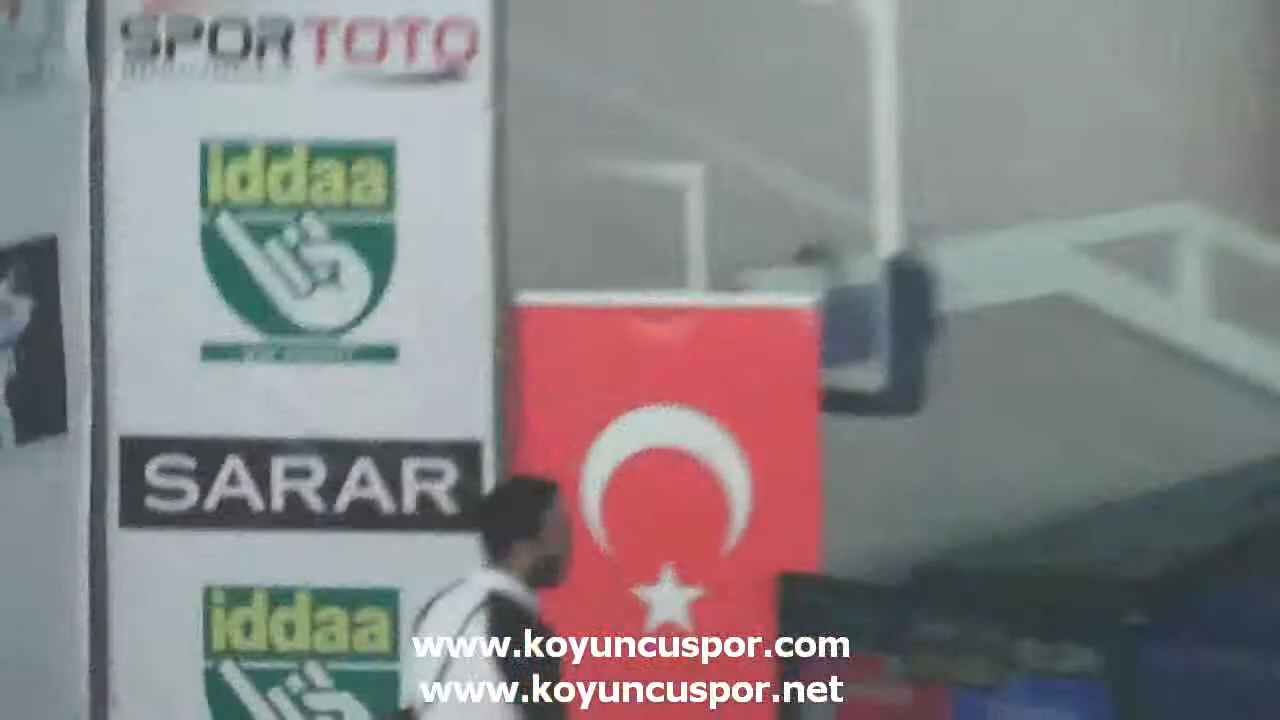 SPORTOTO
iddaa
SARAR
iddaa
www.koyuncuspor.com
www.koyuncuspor.net